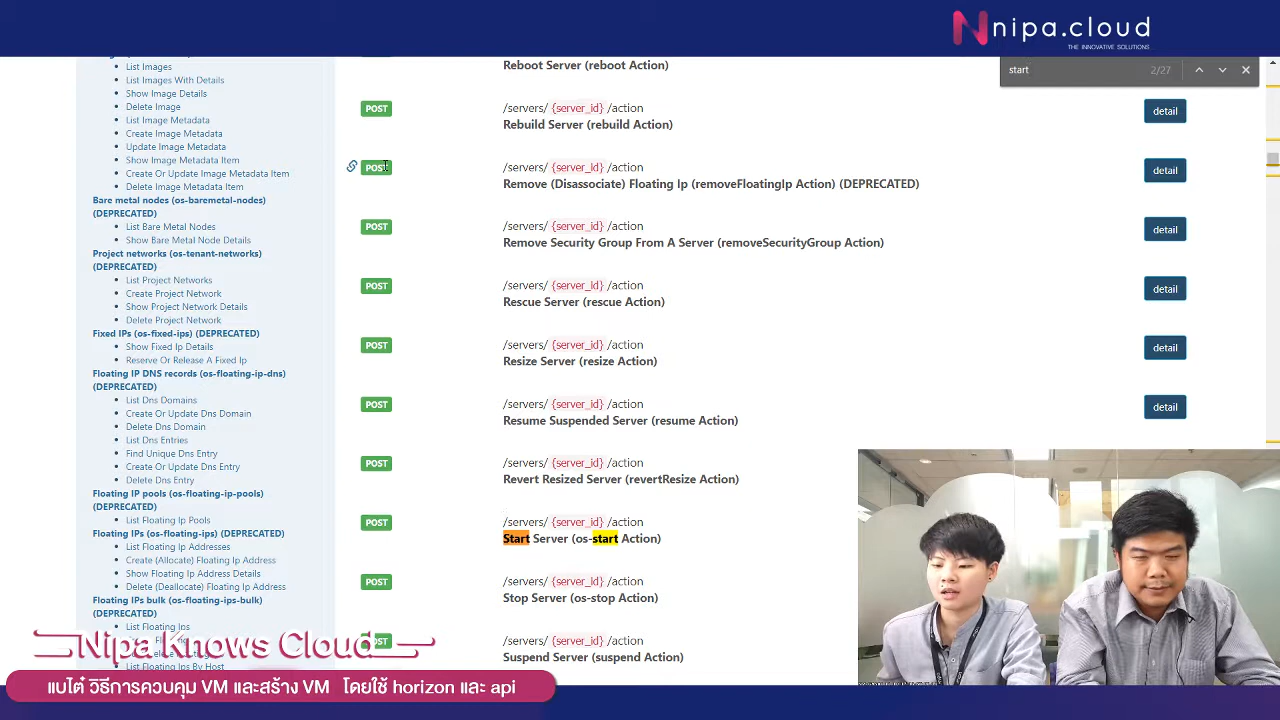 nipa.cloud
THE INNOVATIVE SOLUTIONS
start 2/27
List Images
List Images With Details
Show Image Details
Delete Image
List Image Metadata
Create Image Metadata
Update Image Metadata
Show Image Metadata Item
Create Or Update Image Metadata Item
Delete Image Metadata Item
Bare metal nodes (os-baremetal-nodes)
(DEPRECATED)
List Bare Metal Nodes
Show Bare Metal Node Details
Project networks (os-tenant-networks)
(DEPRECATED)
List Project Networks
Create Project Network
Show Project Network Details
Delete Project Network
Fixed IPs (os-fixed-ips) (DEPRECATED)
Show Fixed Ip Details
Reserve Or Release A Fixed Ip
Floating IP DNS records (os-floating-ip-dns)
(DEPRECATED)
List Dns Domains
Create Or Update Dns Domain
Delete Dns Domain
List Dns Entries
Find Unique Dns Entry
Create Or Update Dns Entry
Delete Dns Entry
Floating IP pools (os-floating-ip-pools)
(DEPRECATED)
List Floating Ip Pools
Floating IPs (os-floating-ips) (DEPRECATED)
List Floating Ip Addresses
Create (Allocate) Floating Ip Address
Show Floating Ip Address Details
Delete (Deallocate) Floating Ip Address
Floating IPs bulk (os-floating-ips-bulk)
(DEPRECATED)
List Floating Ips
List Floating Ips By Host
Reboot Server (reboot Action)
POST /servers/ {server_id} /action detail
Rebuild Server (rebuild Action)
POST /servers/ {server_id} /action detail
Remove (Disassociate) Floating Ip (removeFloatingIp Action) (DEPRECATED)
POST /servers/ {server_id} /action detail
Remove Security Group From A Server (removeSecurityGroup Action)
POST /servers/ {server_id} /action detail
Rescue Server (rescue Action)
POST /servers/ {server_id} /action detail
Resize Server (resize Action)
POST /servers/ {server_id} /action detail
Resume Suspended Server (resume Action)
POST /servers/ {server_id} /action
Revert Resized Server (revertResize Action)
POST /servers/ {server_id} /action
Start Server (os-start Action)
POST /servers/ {server_id} /action
Stop Server (os-stop Action)
/servers/ {server_id} /action
Suspend Server (suspend Action)
Nipa Knows Cloud
แบไต๋ วิธีการควบคุม VM และสร้าง VM โดยใช้ horizon และ api